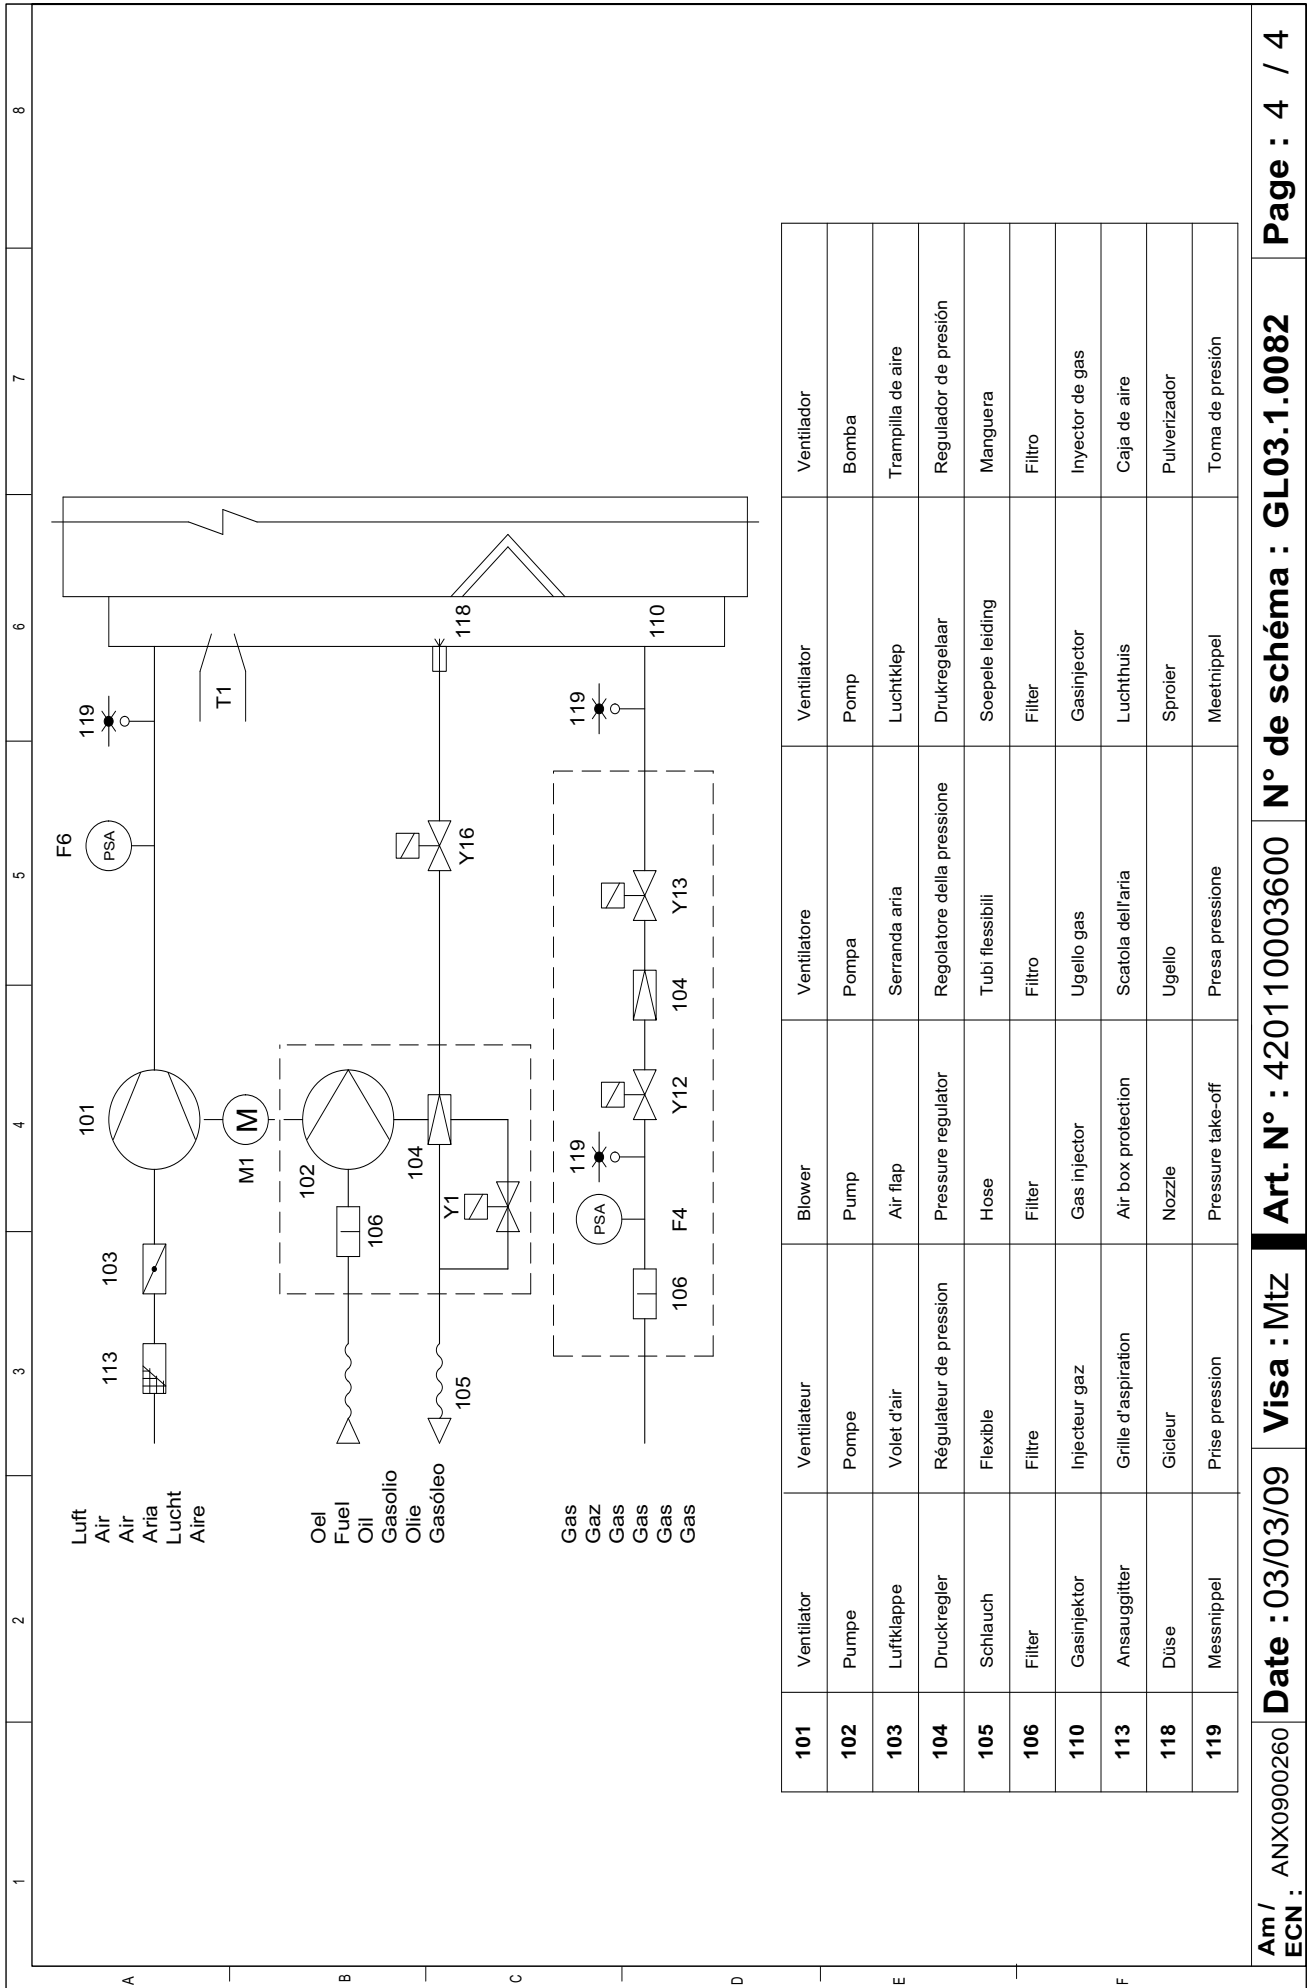 1 2 3 4 5 6 7 8
A
B
C
D
E
F
Luft
Air
Air
Aria
Lucht
Aire
113
103
101
F6
PSA
119
T1
M1
M
Oel
Fuel
Oil
Gasolio
Olie
Gasóleo
102
106
105
104
Y1
Y16
118
Gas
Gaz
Gas
Gas
Gas
Gas
106
PSA
F4
119
Y12
104
Y13
119
110
101 Ventilator Ventilateur Blower Ventilatore Ventilator Ventilador
102 Pumpe Pompe Pump Pompa Pomp Bomba
103 Luftklappe Volet d'air Air flap Serranda aria Luchtklep Trampilla de aire
104 Druckregler Régulateur de pression Pressure regulator Regolatore della pressione Drukregelaar Regulador de presión
105 Schlauch Flexible Hose Tubi flessibili Soepele leiding Manguera
106 Filter Filtre Filter Filtro Filter Filtro
110 Gasinjektor Injecteur gaz Gas injector Ugello gas Gasinjector Inyector de gas
113 Ansauggitter Grille d'aspiration Air box protection Scatola dell'aria Luchthuis Caja de aire
118 Düse Gicleur Nozzle Ugello Sproier Pulverizador
119 Messnippel Prise pression Pressure take-off Presa pressione Meetnippel Toma de presión
Am / ECN : ANX0900260 Date : 03/03/09 Visa : Mtz Art. N° : 420110003600 N° de schéma : GL03.1.0082 Page : 4 / 4